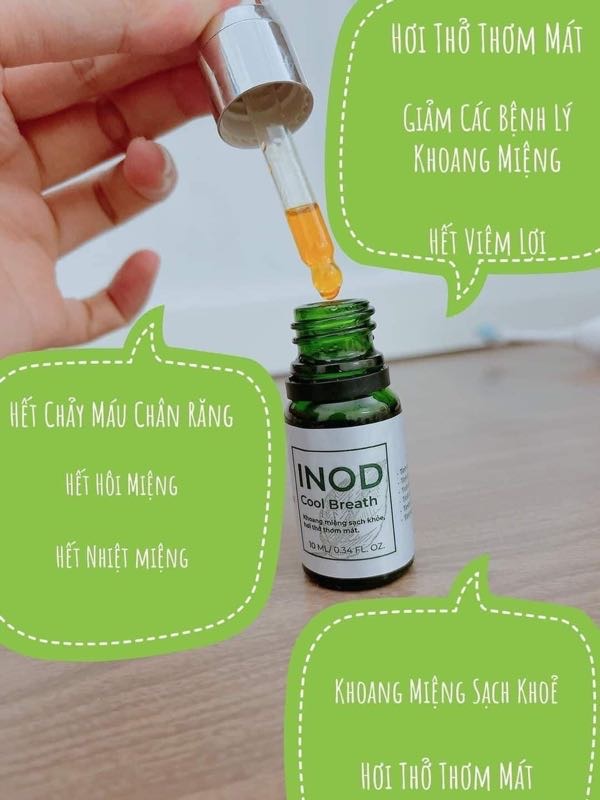 Hơi Thở Thơm Mát
Giảm Các Bệnh Lý
Khoang Miệng
Hết Viêm Lợi
Hết Chảy Máu Chân Răng
Hết Hôi Miệng
Hết Nhiệt Miệng
INOD
Cool Breath
Khoang miệng sạch khỏe,
hơi thở thơm mát.
10 ML/ 0.34 FL. OZ.
Khoang Miệng Sạch Khoẻ
Hơi Thở Thơm Mát